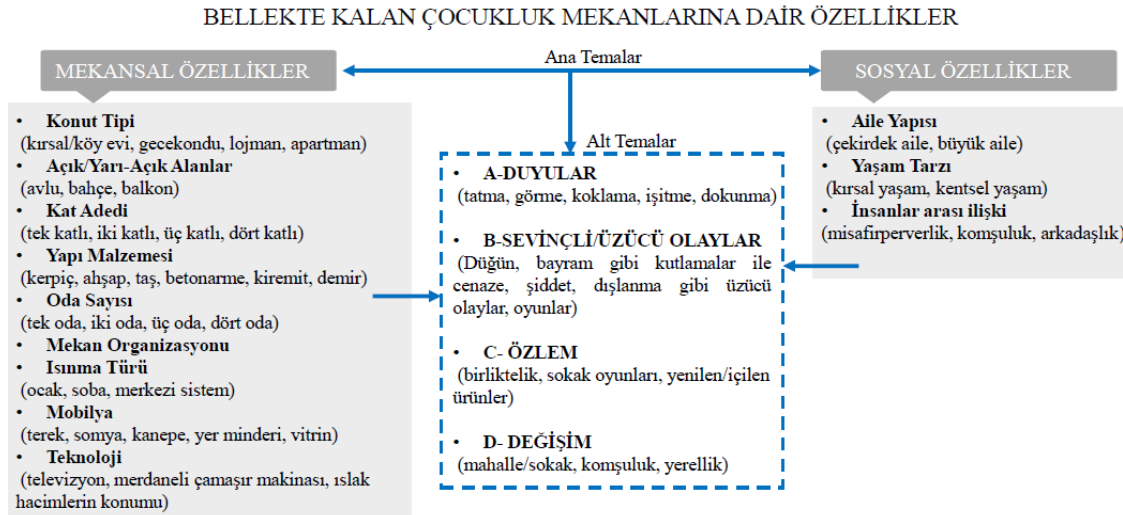 BELLEKTE KALAN ÇOCUKLUK MEKANLARINA DAİR ÖZELLİKLER
Ana Temalar
MEKANSAL ÖZELLİKLER
• Konut Tipi
(kırsal/köy evi, gecekondu, lojman, apartman)
• Açık/Yarı-Açık Alanlar
(avlu, bahçe, balkon)
• Kat Adedi
(tek katlı, iki katlı, üç katlı, dört katlı)
• Yapı Malzemesi
(kerpiç, ahşap, taş, betonarme, kiremit, demir)
• Oda Sayısı
(tek oda, iki oda, üç oda, dört oda)
• Mekan Organizasyonu
• Isınma Türü
(ocak, soba, merkezi sistem)
• Mobilya
(terek, somya, kanepe, yer minderi, vitrin)
• Teknoloji
(televizyon, merdaneli çamaşır makinası, ıslak
hacimlerin konumu)
Alt Temalar
• A-DUYULAR
(tatma, görme, koklama, işitme, dokunma)
• B-SEVİNÇLİ/ÜZÜCÜ OLAYLAR
(Düğün, bayram gibi kutlamalar ile
cenaze, şiddet, dışlanma gibi üzücü
olaylar, oyunlar)
• C- ÖZLEM
(birliktelik, sokak oyunları, yenilen/içilen
ürünler)
• D- DEĞİŞİM
(mahalle/sokak, komşuluk, yerellik)
SOSYAL ÖZELLİKLER
• Aile Yapısı
(çekirdek aile, büyük aile)
• Yaşam Tarzı
(kırsal yaşam, kentsel yaşam)
• İnsanlar arası ilişki
(misafirperverlik, komşuluk, arkadaşlık)